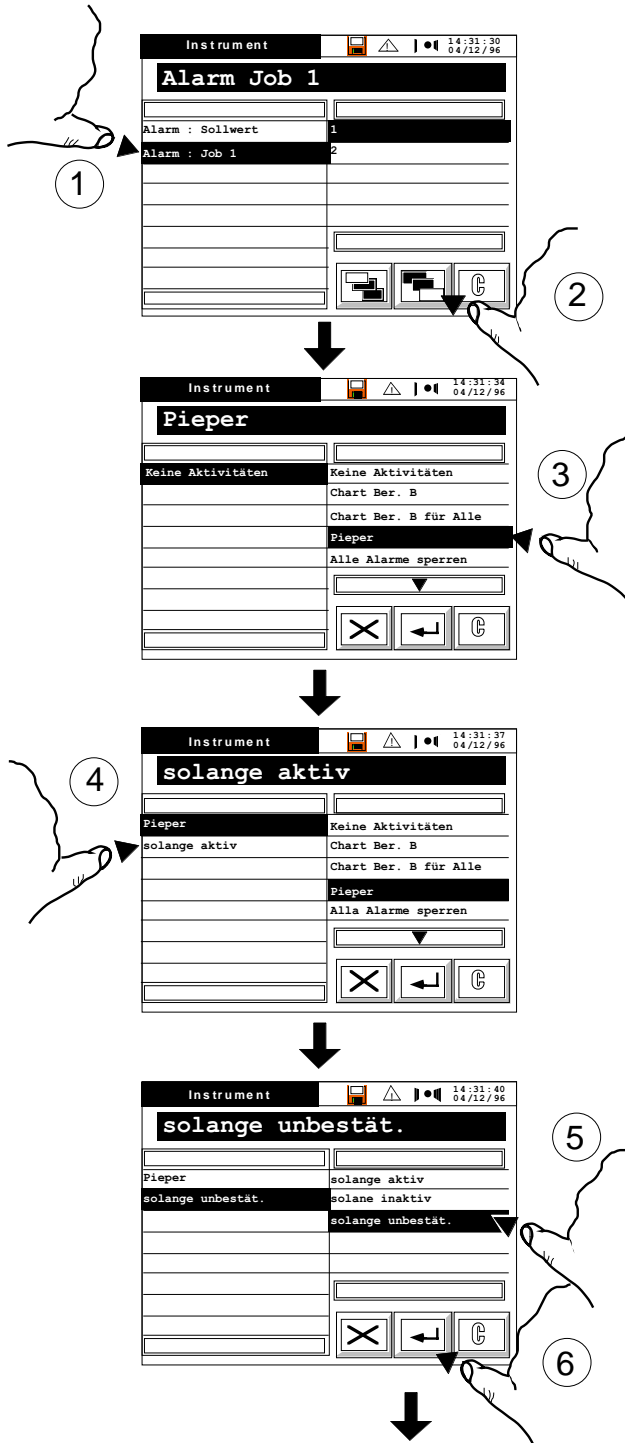 Instrument
14:31:30
04/12/96
Alarm Job 1
Alarm : Sollwert
1
Alarm : Job 1
2
C
1
2
Instrument
14:31:34
04/12/96
Pieper
Keine Aktivitäten
Keine Aktivitäten
Chart Ber. B
Chart Ber. B für Alle
Pieper
Alle Alarme sperren
C
3
Instrument
14:31:37
04/12/96
solange aktiv
4
Pieper
Keine Aktivitäten
solange aktiv
Chart Ber. B
Chart Ber. B für Alle
Pieper
Alla Alarme sperren
C
Instrument
14:31:40
04/12/96
solange unbestät.
5
Pieper
solange aktiv
solange unbestät.
solane inaktiv
solange unbestät.
C
6